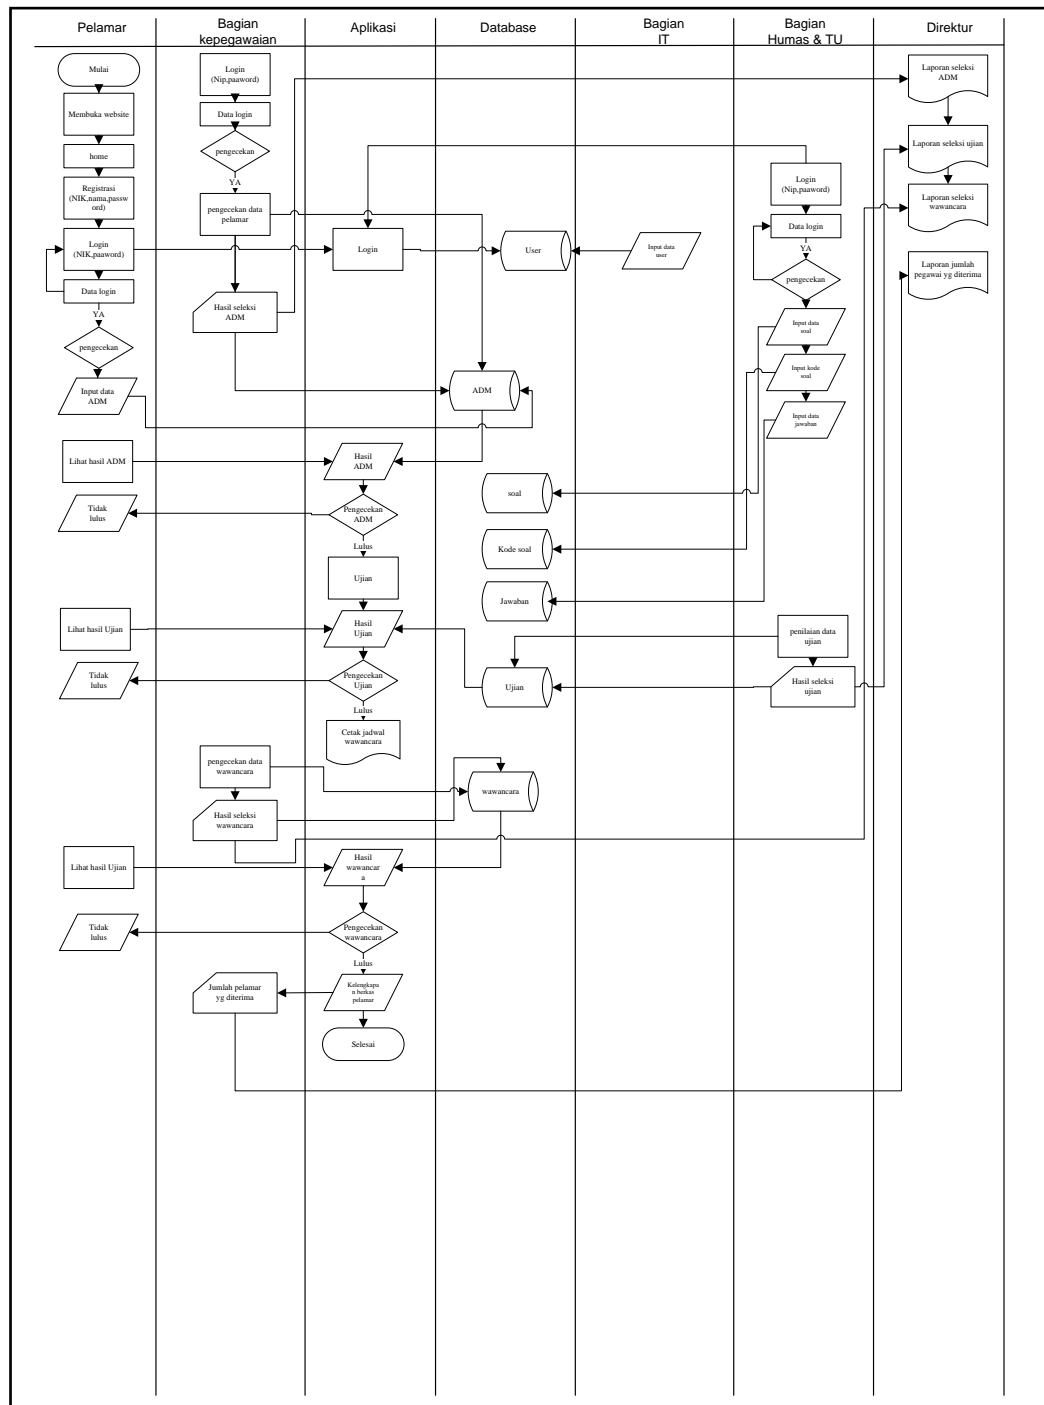 Pelamar
Bagian
kepegawaian
Aplikasi
Database
Bagian
IT
Bagian
Humas & TU
Direktur
Mulai
Membuka website
home
Registrasi
(NIK,nama,passw
ord)
Login
(NIK,paaword)
Data login
YA
pengecekan
Input data
ADM
Lihat hasil ADM
Tidak
lulus
Lihat hasil Ujian
Tidak
lulus
Lihat hasil Ujian
Tidak
lulus
Login
(Nip,paaword)
Data login
pengecekan
YA
pengecekan data
pelamar
Hasil seleksi
ADM
pengecekan data
wawancara
Hasil seleksi
wawancara
Jumlah pelamar
yg diterima
Login
Hasil
ADM
Pengecekan
ADM
Lulus
Ujian
Hasil
Ujian
Pengecekan
Ujian
Lulus
Cetak jadwal
wawancara
Hasil
wawancar
a
Pengecekan
wawancara
Lulus
Kelengkapa
n berkas
pelamar
Selesai
User
ADM
soal
Kode soal
Jawaban
Ujian
wawancara
Input data
user
Login
(Nip,paaword)
Data login
YA
pengecekan
Input data
soal
Input kode
soal
Input data
jawaban
penilaian data
ujian
Hasil seleksi
ujian
Laporan seleksi
ADM
Laporan seleksi ujian
Laporan seleksi
wawancara
Laporan jumlah
pegawai yg diterima